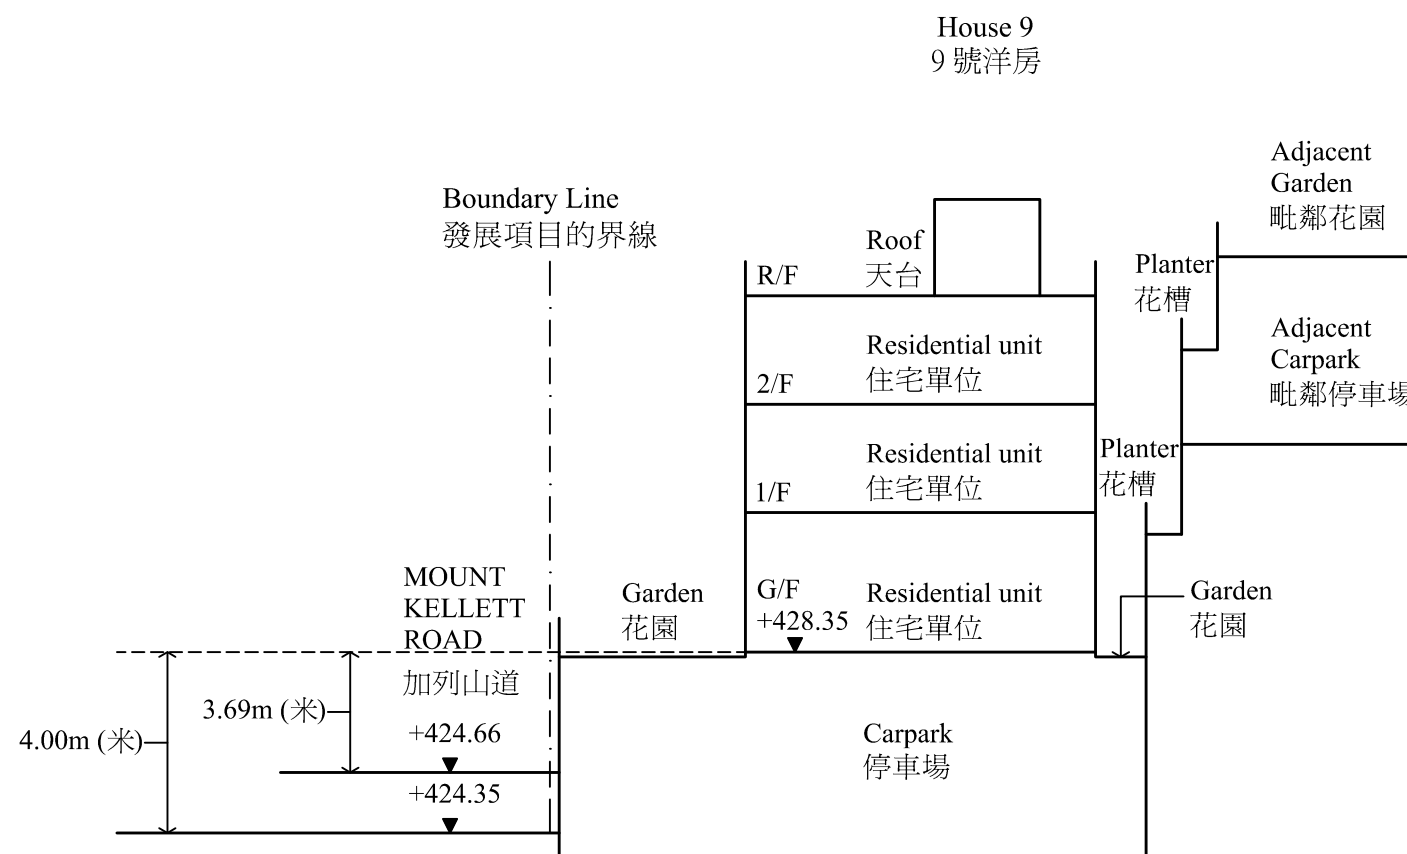 House 9
9 號洋房
Adjacent
Garden
毗鄰花園
Boundary Line
發展項目的界線
Roof
天台
R/F
Planter
花槽
Adjacent
Carpark
毗鄰停車場
Residential unit
住宅單位
2/F
Planter
花槽
Residential unit
住宅單位
1/F
MOUNT
KELLETT
ROAD
加列山道
Garden
花園
G/F
+428.35
Residential unit
住宅單位
Garden
花園
3.69m (米)
4.00m (米)
+424.66
+424.35
Carpark
停車場